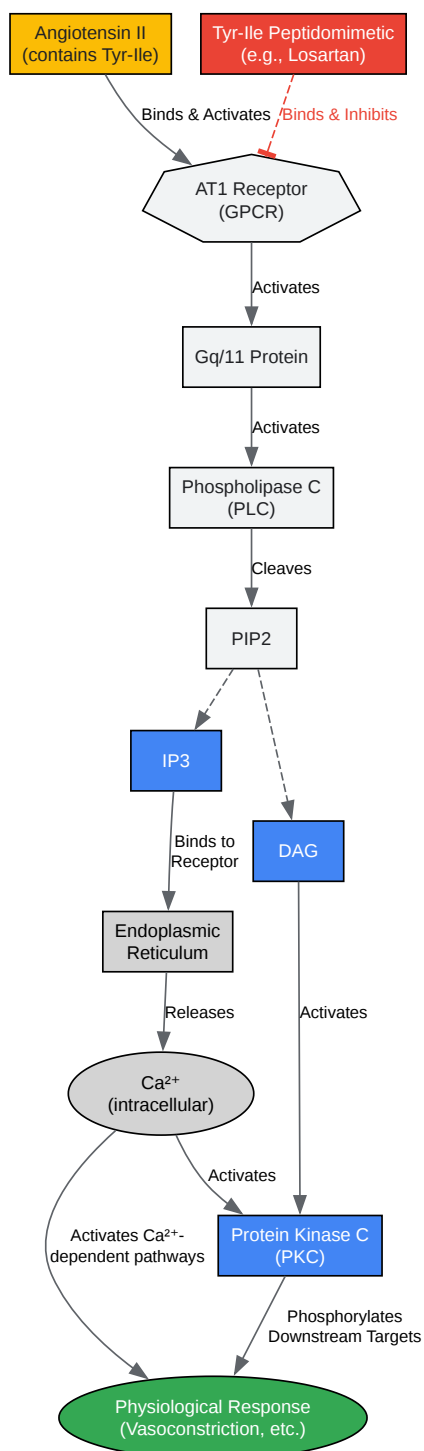 Angiotensin II
(contains Tyr-Ile)
Tyr-Ile Peptidomimetic
(e.g., Losartan)
Binds & Activates
Binds & Inhibits
AT1 Receptor
(GPCR)
Activates
Gq/11 Protein
Activates
Phospholipase C
(PLC)
Cleaves
PIP2
IP3
DAG
Binds to
Receptor
Endoplasmic
Reticulum
Releases
Activates
Ca²⁺
(intracellular)
Activates
Activates Ca²⁺-
dependent pathways
Protein Kinase C
(PKC)
Phosphorylates
Downstream Targets
Physiological Response
(Vasoconstriction, etc.)